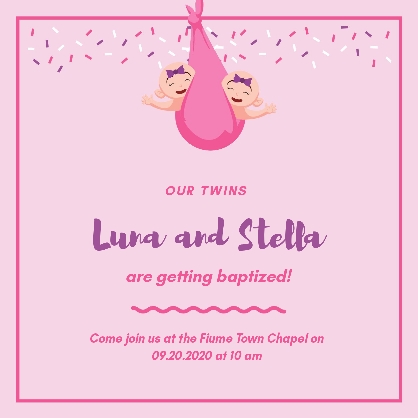 OUR TWINS
Luna and Stella
are getting baptized!
Come join us at the Fiume Town Chapel on
09.20.2020 at 10 am